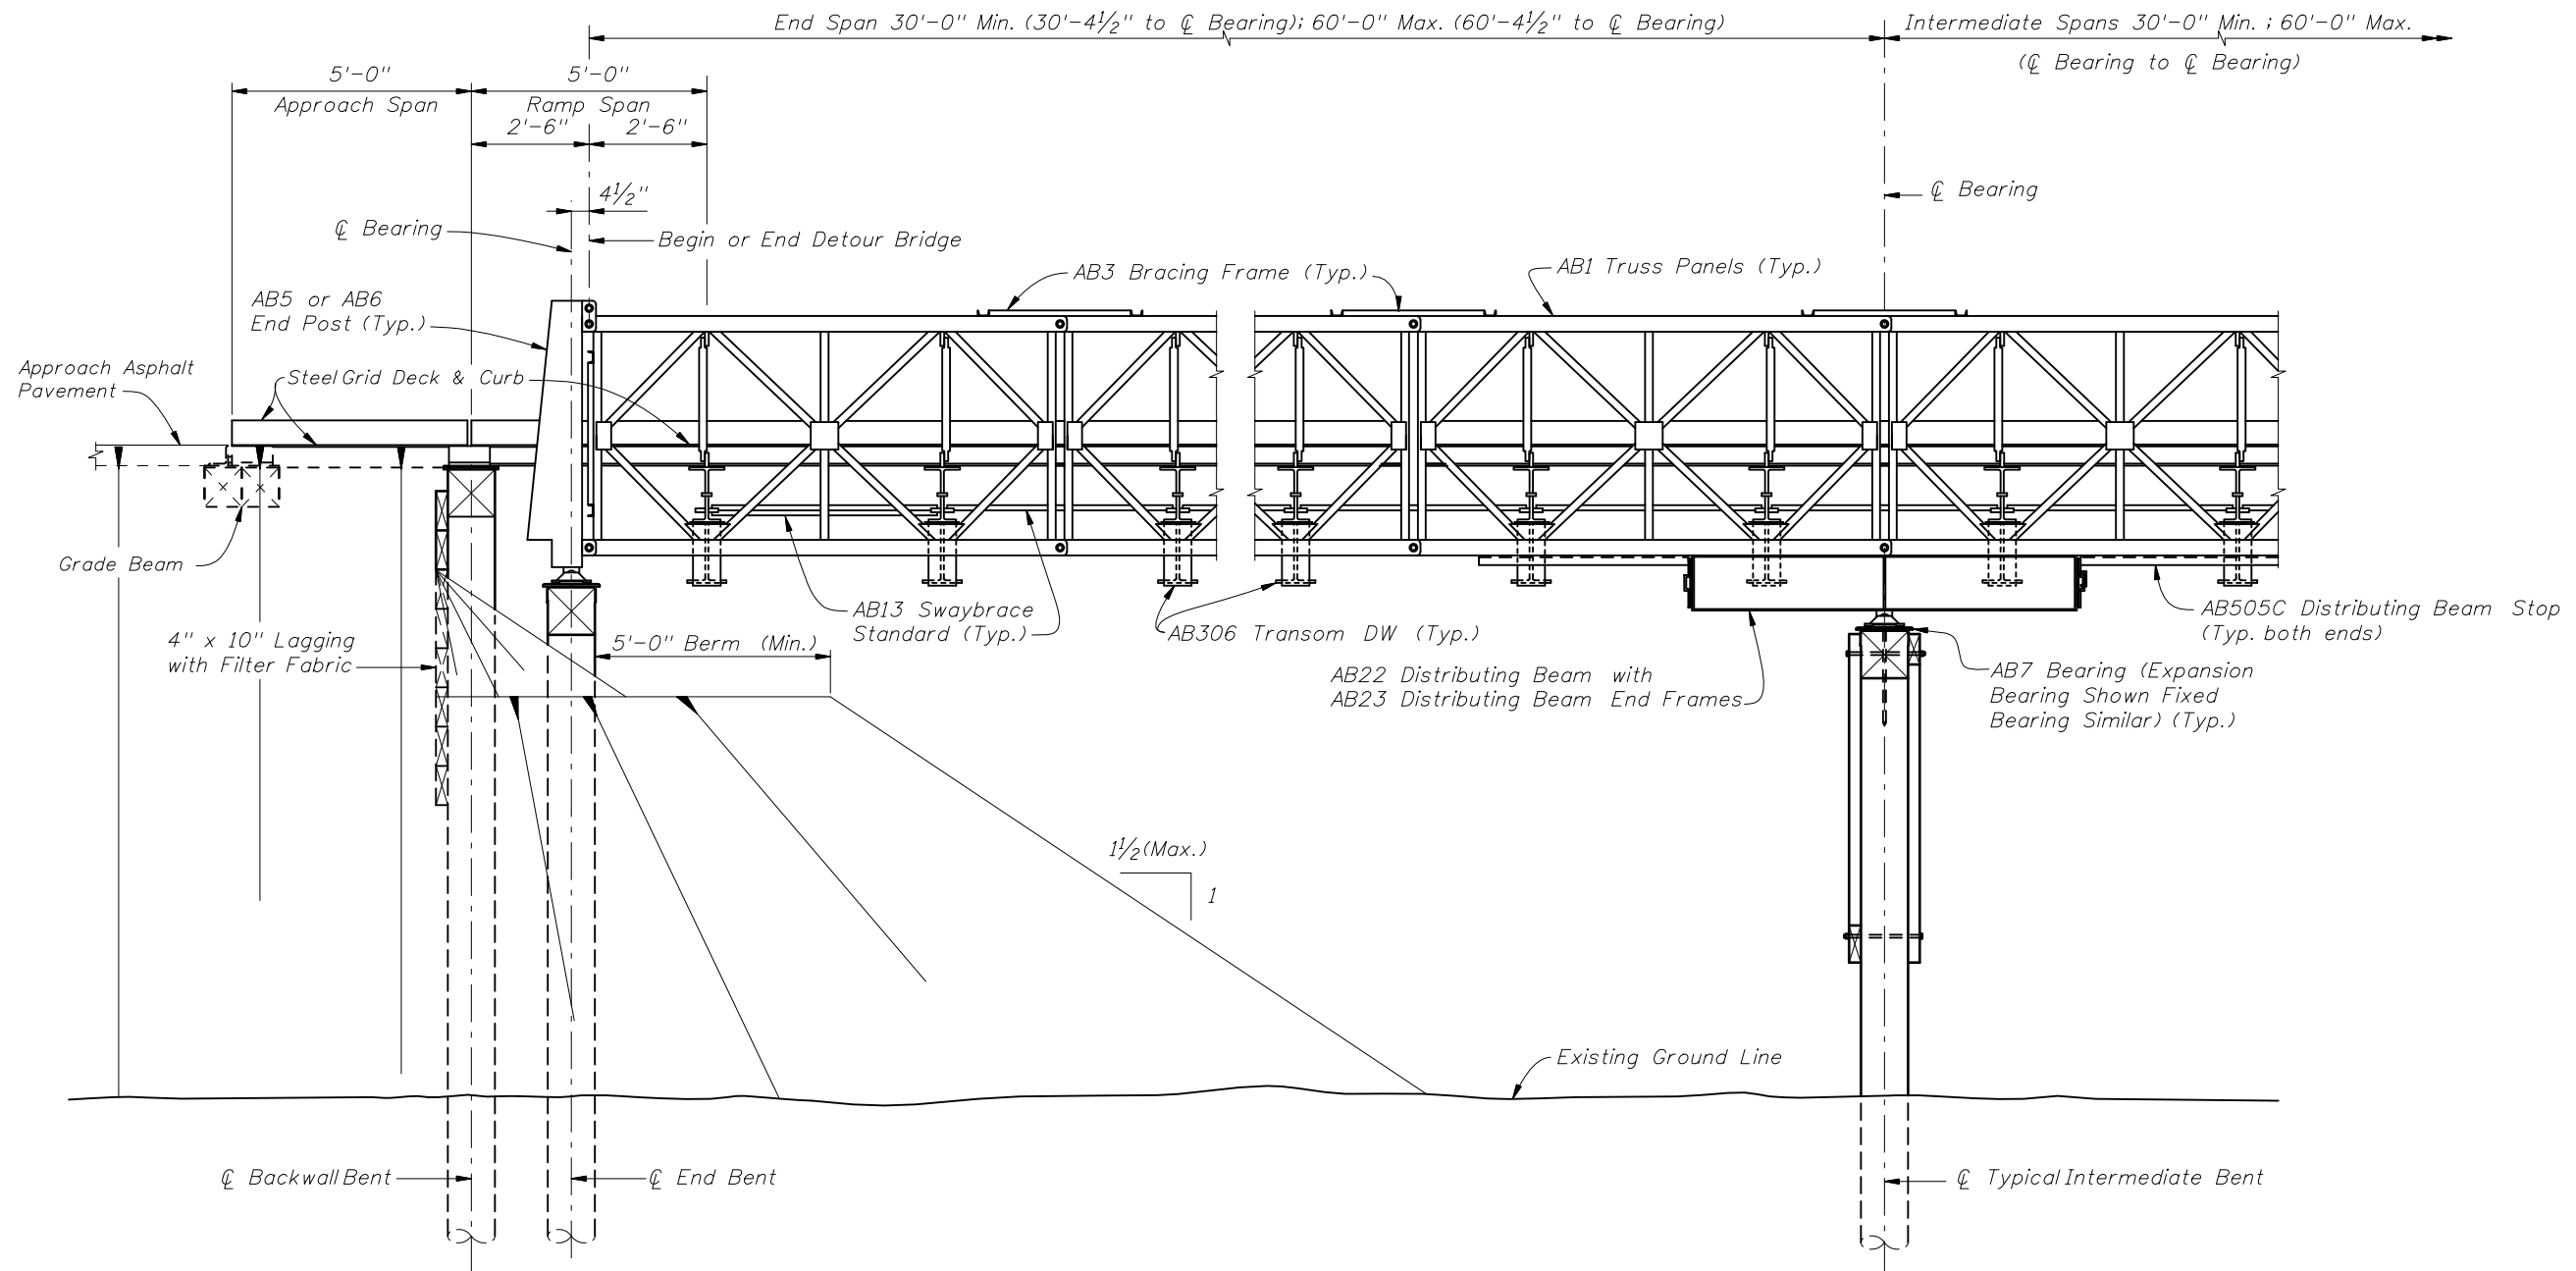 End Span 30'-0" Min. (30'-4½" to ℄ Bearing); 60'-0" Max. (60'-4½" to ℄ Bearing)
Intermediate Spans 30'-0" Min. ; 60'-0" Max.
(℄ Bearing to ℄ Bearing)
5'-0"
Approach Span
5'-0"
Ramp Span
2'-6"
2'-6"
4½"
℄ Bearing
℄ Bearing
Begin or End Detour Bridge
AB3 Bracing Frame (Typ.)
AB1 Truss Panels (Typ.)
AB5 or AB6
End Post (Typ.)
Approach Asphalt
Pavement
Steel Grid Deck & Curb
Grade Beam
AB13 Swaybrace
Standard (Typ.)
AB306 Transom DW (Typ.)
AB505C Distributing Beam Stop
(Typ. both ends)
4" x 10" Lagging
with Filter Fabric
5'-0" Berm (Min.)
AB22 Distributing Beam with
AB23 Distributing Beam End Frames
AB7 Bearing (Expansion
Bearing Shown Fixed
Bearing Similar) (Typ.)
1½(Max.)
1
Existing Ground Line
℄ Backwall Bent
℄ End Bent
℄ Typical Intermediate Bent